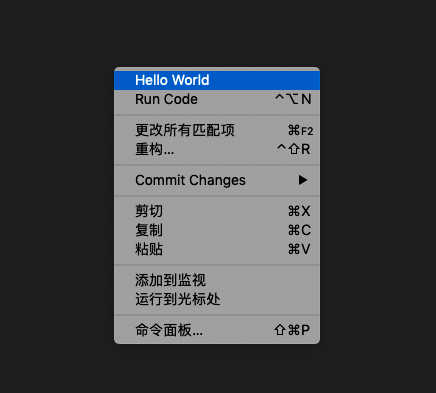 Hello World
Run Code ⌃⌥N
更改所有匹配项 ⌘F2
重构... ⌃⇧R
Commit Changes ▶
剪切 ⌘X
复制 ⌘C
粘贴 ⌘V
添加到监视
运行到光标处
命令面板... ⇧⌘P